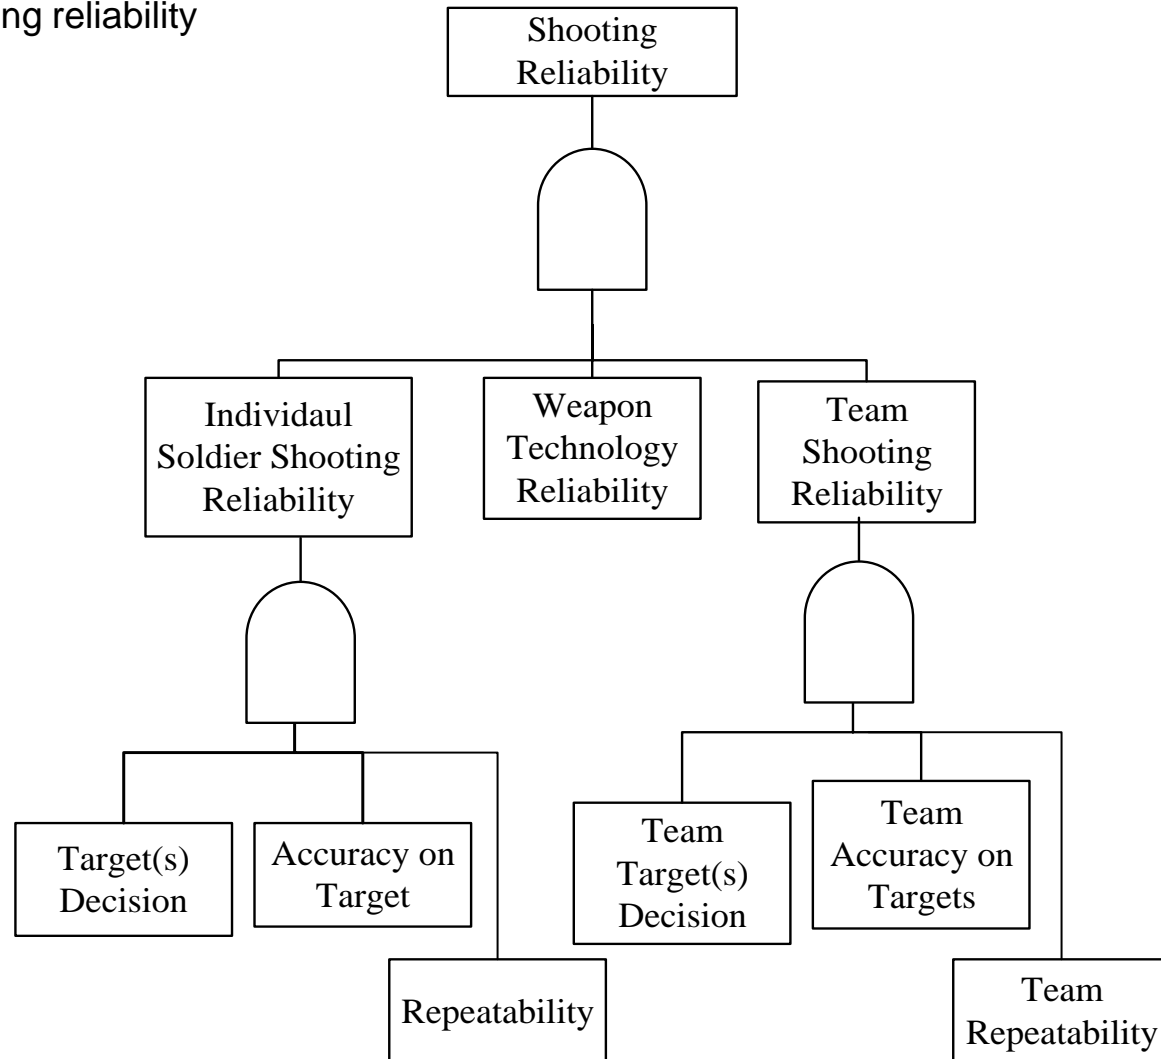 ng reliability
Shooting
Reliability
Individaul
Soldier Shooting
Reliability
Weapon
Technology
Reliability
Team
Shooting
Reliability
Target(s)
Decision
Accuracy on
Target
Repeatability
Team
Target(s)
Decision
Team
Accuracy on
Targets
Team
Repeatability